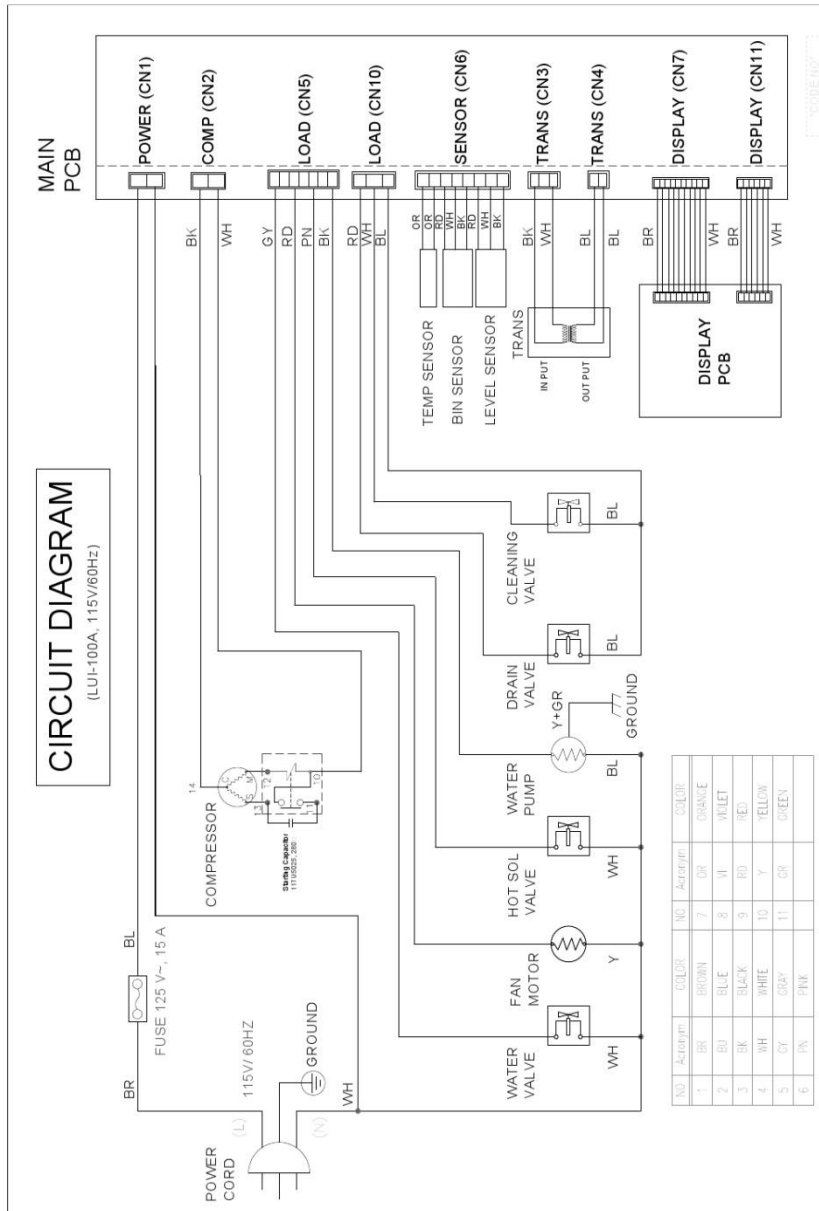 CIRCUIT DIAGRAM
(LUI-100A, 115V/60Hz)
MAIN
PCB
POWER (CN1)
COMP (CN2)
LOAD (CN5)
LOAD (CN10)
SENSOR (CN6)
TRANS (CN3)
TRANS (CN4)
DISPLAY (CN7)
DISPLAY (CN11)
BK
WH
GY
RD
PN
BK
RD
WH
BL
OR
OR
RD
WH
BK
RD
WH
BK
BK
WH
BL
BL
BR
WH
BR
WH
TEMP SENSOR
BIN SENSOR
LEVEL SENSOR
TRANS
IN PUT
OUT PUT
DISPLAY
PCB
BL
FUSE 125 V~, 15 A
BR
COMPRESSOR
14
C
S
M
13
12
11
10
Starting Capacitor
CLEANING
VALVE
BL
DRAIN
VALVE
BL
WATER
PUMP
Y+GR
GROUND
BL
HOT SOL
VALVE
WH
FAN
MOTOR
Y
WATER
VALVE
WH
POWER
CORD
(L)
(N)
115V/ 60HZ
GROUND
WH
NO Acronym COLOR NO Acronym COLOR
1 BR BROWN 7 OR ORANGE
2 BU BLUE 8 VI VIOLET
3 BK BLACK 9 RD RED
4 WH WHITE 10 Y YELLOW
5 GY GRAY 11 GR GREEN
6 PN PINK
"CODE NO"